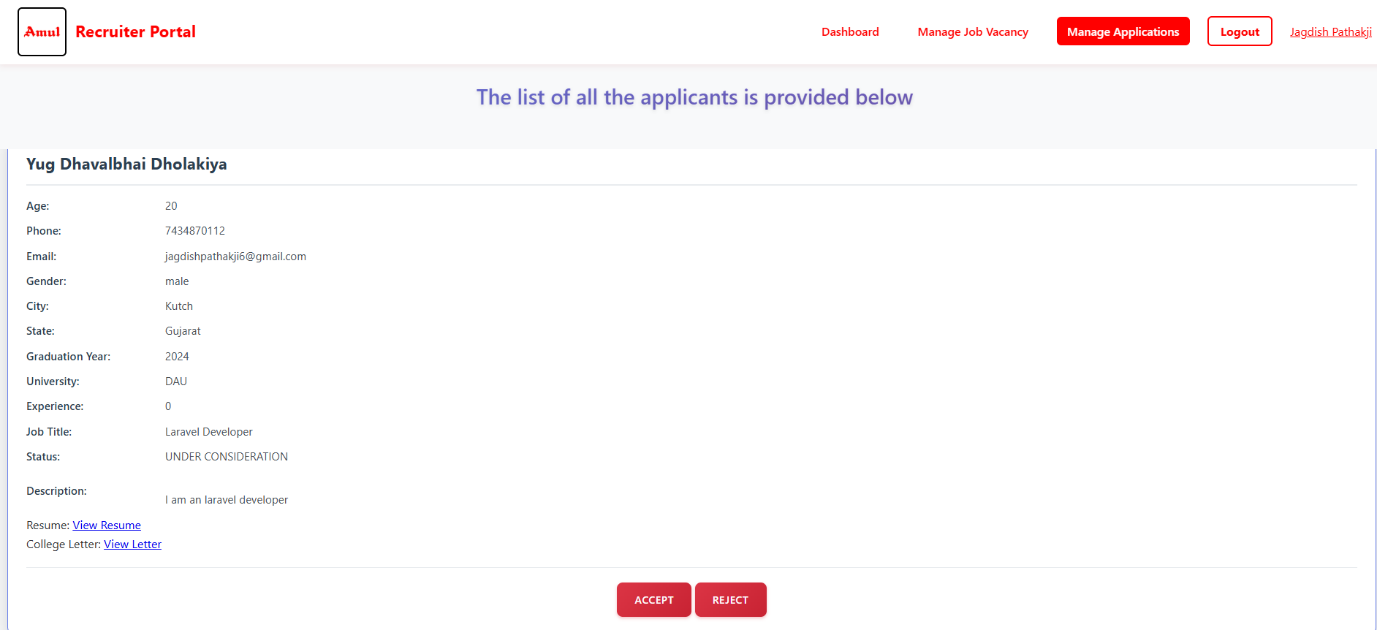 Amul Recruiter Portal Dashboard Manage Job Vacancy Manage Applications Logout Jagdish Pathakji
The list of all the applicants is provided below
Yug Dhavalbhai Dholakiya
Age: 20
Phone: 7434870112
Email: jagdishpathakji6@gmail.com
Gender: male
City: Kutch
State: Gujarat
Graduation Year: 2024
University: DAU
Experience: 0
Job Title: Laravel Developer
Status: UNDER CONSIDERATION
Description: I am an laravel developer
Resume: View Resume
College Letter: View Letter
ACCEPT REJECT